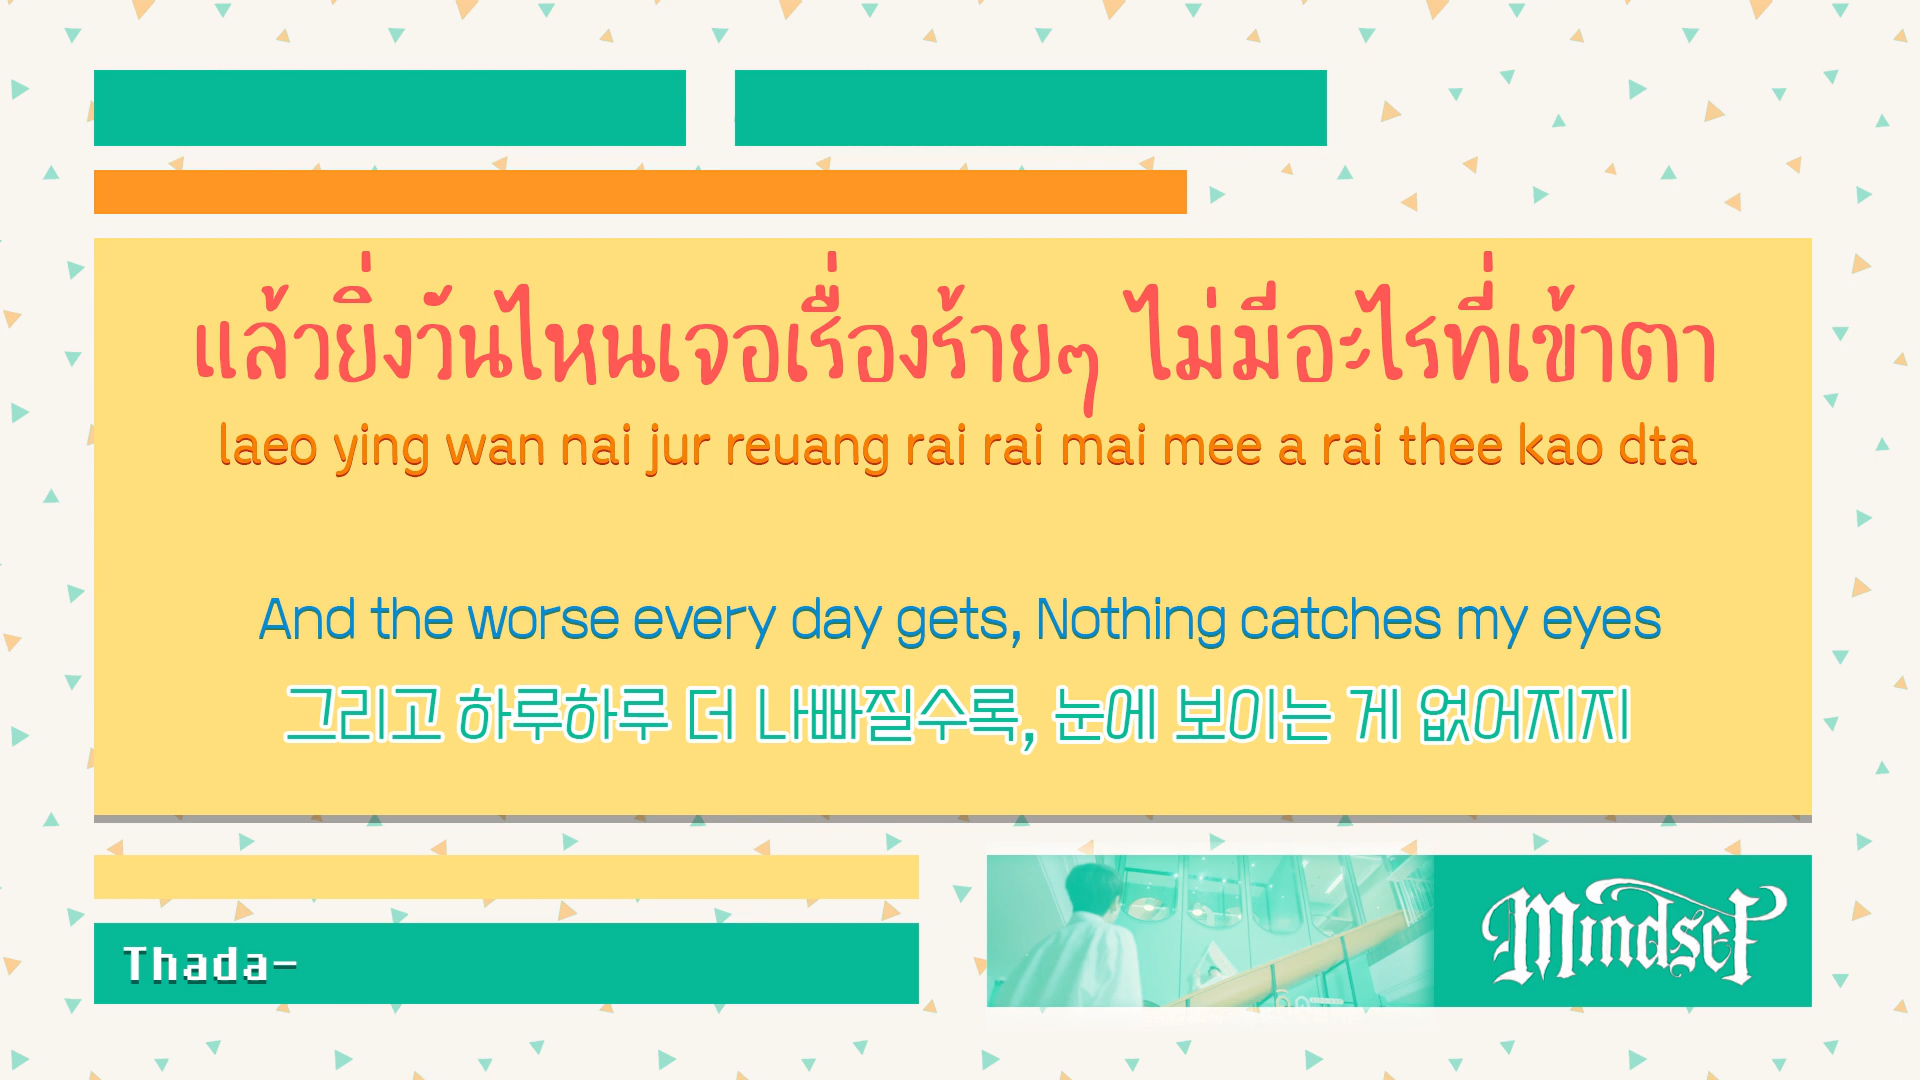 แล้วยิ่งวันไหนเจอเรื่องร้ายๆ ไม่มีอะไรที่เข้าตา
laeo ying wan nai jur reuang rai rai mai mee a rai thee kao dta
And the worse every day gets, Nothing catches my eyes
그리고 하루하루 더 나빠질수록, 눈에 보이는 게 없어지지
Thada-
Mindset